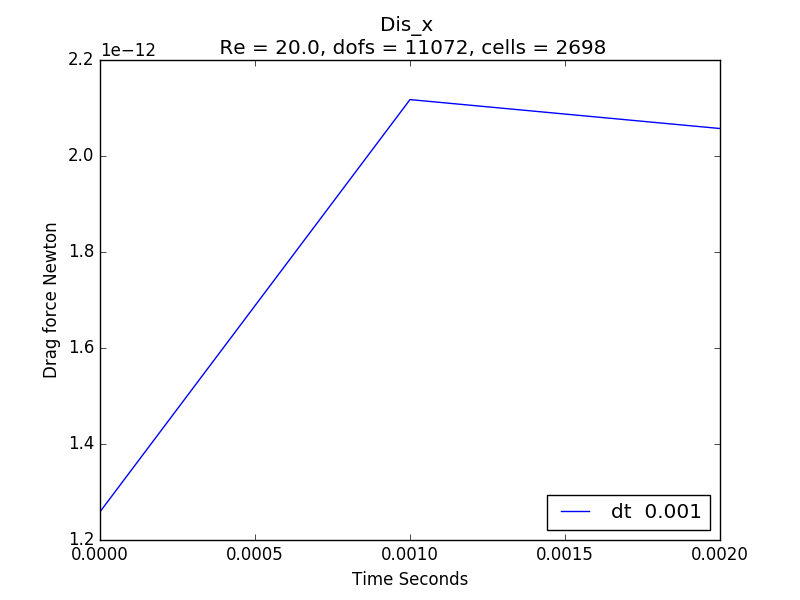 Dis_x
Re = 20.0, dofs = 11072, cells = 2698
1e−12
2.2
2.0
1.8
1.6
1.4
1.2
Drag force Newton
dt  0.001
0.0000 0.0005 0.0010 0.0015 0.0020
Time Seconds